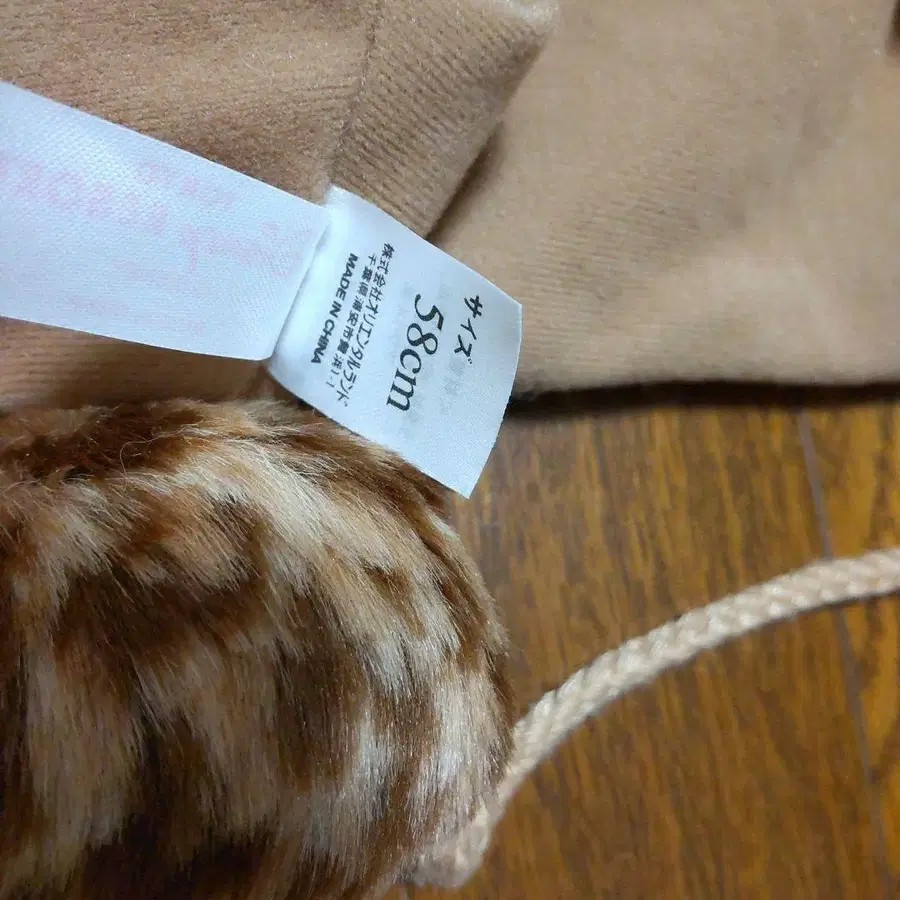 サイズ
58cm
株式会社オリエンタルランド
千葉県浦安市舞浜1-1
MADE IN CHINA